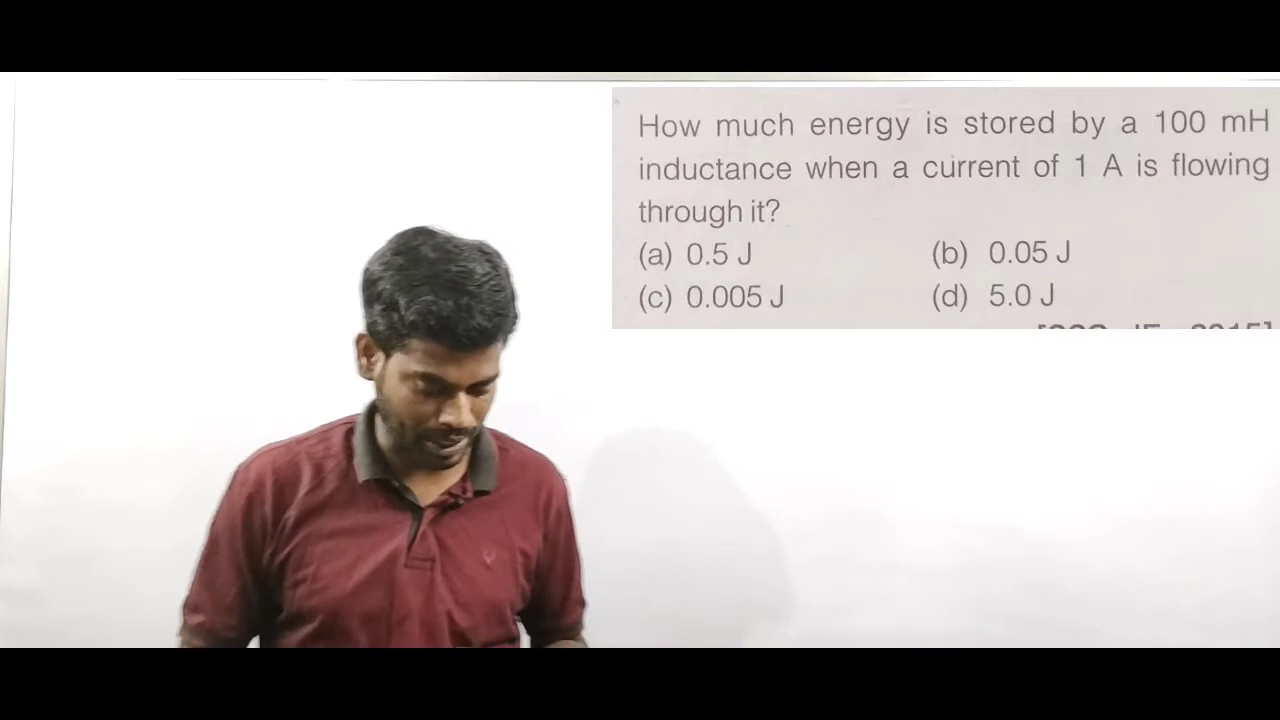 How much energy is stored by a 100 mH
inductance when a current of 1 A is flowing
through it?
(a) 0.5 J (b) 0.05 J
(c) 0.005 J (d) 5.0 J